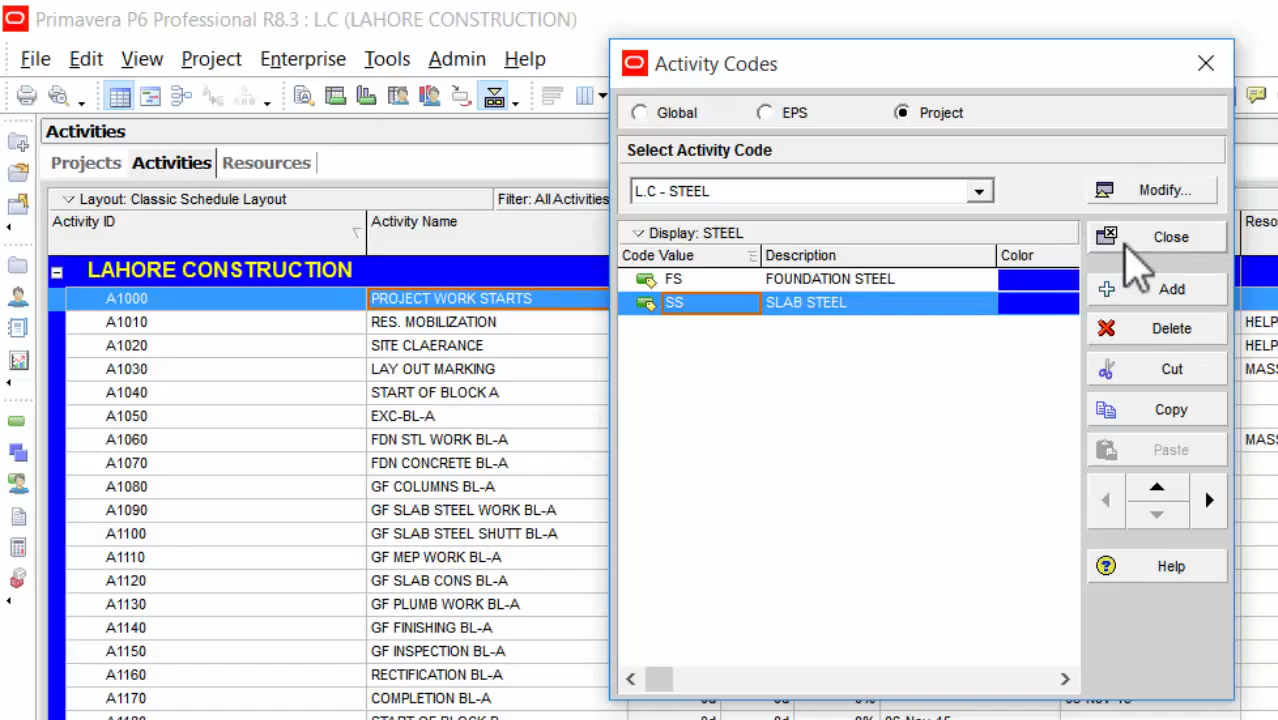 Primavera P6 Professional R8.3 : L.C (LAHORE CONSTRUCTION)
File Edit View Project Enterprise Tools Admin Help
Activities
Projects Activities Resources
Layout: Classic Schedule Layout Filter: All Activities
Activity ID Activity Name Reso
LAHORE CONSTRUCTION
A1000 PROJECT WORK STARTS
A1010 RES. MOBILIZATION HELP
A1020 SITE CLAERANCE HELP
A1030 LAY OUT MARKING MASS
A1040 START OF BLOCK A
A1050 EXC-BL-A
A1060 FDN STL WORK BL-A MASS
A1070 FDN CONCRETE BL-A
A1080 GF COLUMNS BL-A
A1090 GF SLAB STEEL WORK BL-A
A1100 GF SLAB STEEL SHUTT BL-A
A1110 GF MEP WORK BL-A
A1120 GF SLAB CONS BL-A
A1130 GF PLUMB WORK BL-A
A1140 GF FINISHING BL-A
A1150 GF INSPECTION BL-A
A1160 RECTIFICATION BL-A
A1170 COMPLETION BL-A
Activity Codes
Global EPS Project
Select Activity Code
L.C - STEEL Modify...
Display: STEEL Close
Code Value Description Color
FS FOUNDATION STEEL
SS SLAB STEEL
Add
Delete
Cut
Copy
Paste
Help